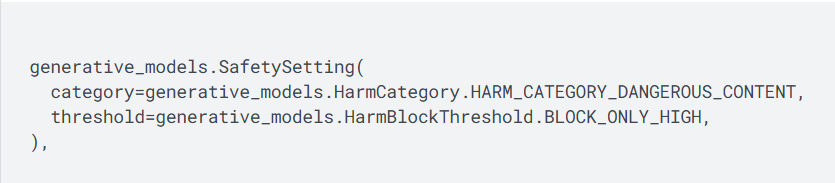 generative_models.SafetySetting(
  category=generative_models.HarmCategory.HARM_CATEGORY_DANGEROUS_CONTENT,
  threshold=generative_models.HarmBlockThreshold.BLOCK_ONLY_HIGH,
),